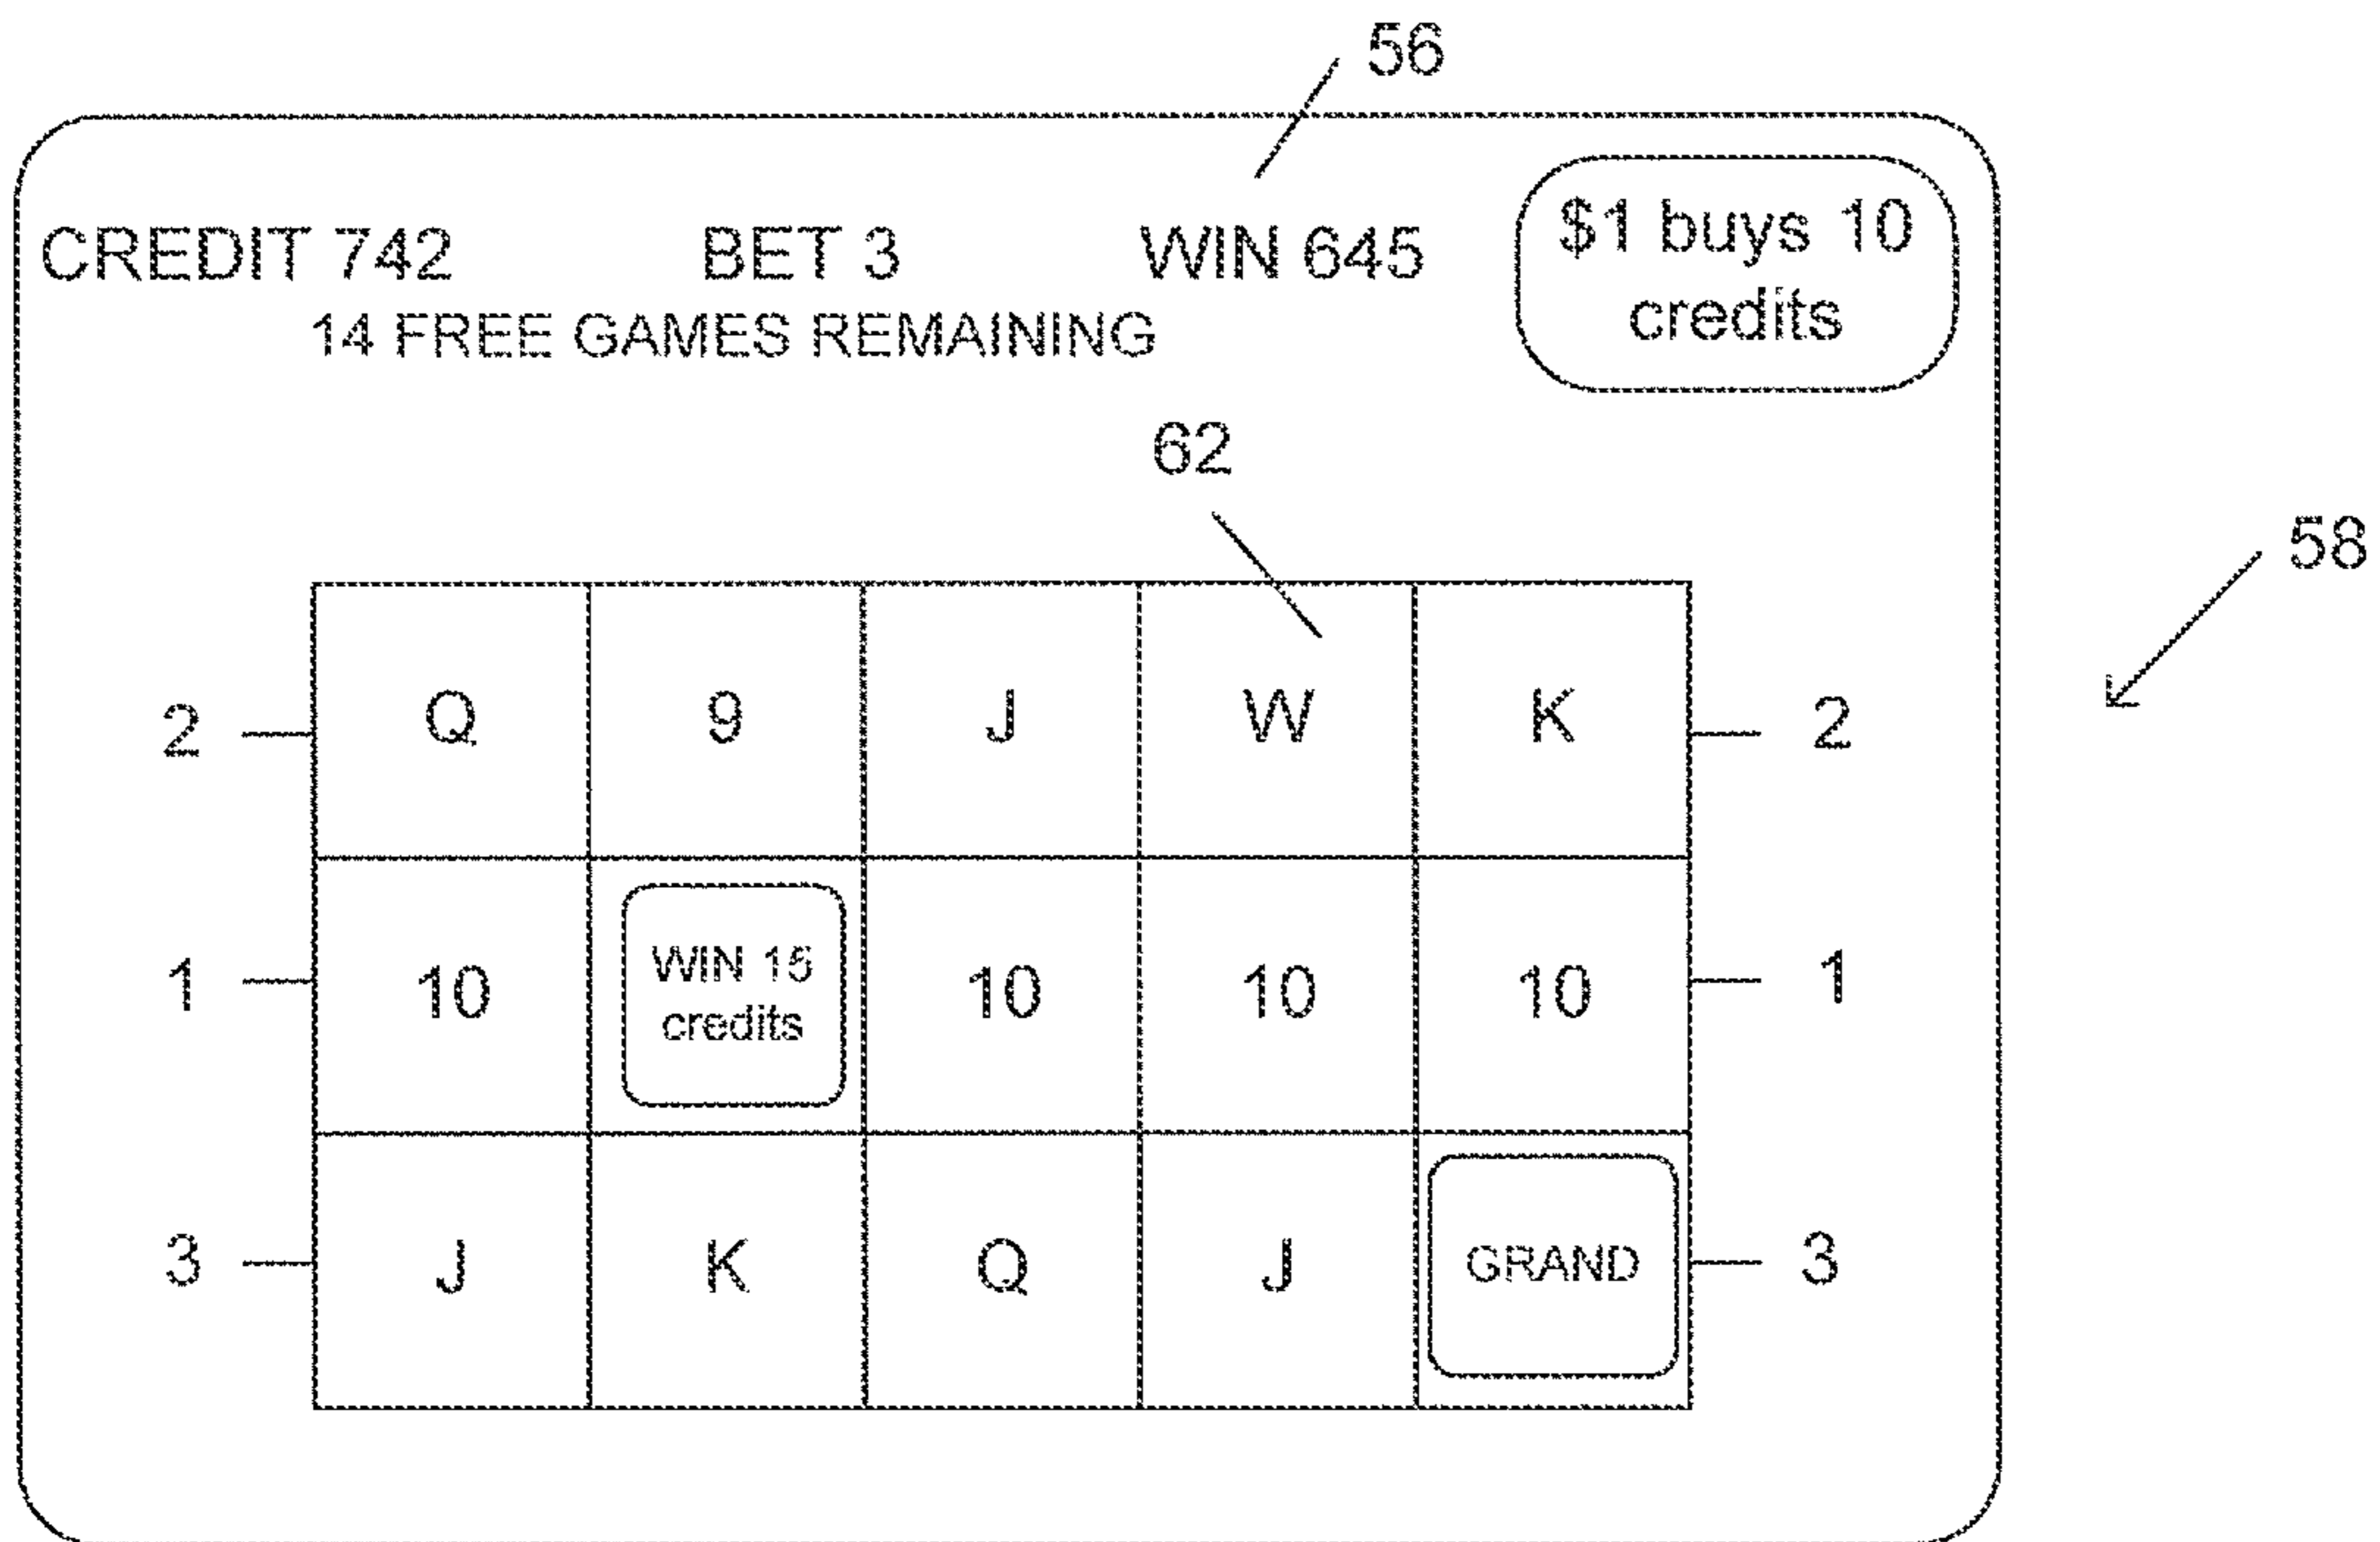 56
CREDIT 742 BET 3 WIN 645
$1 buys 10
credits
14 FREE GAMES REMAINING
62
58
2 Q 9 J W K 2
1 10 WIN 15
credits 10 10 10 1
3 J K Q J GRAND 3